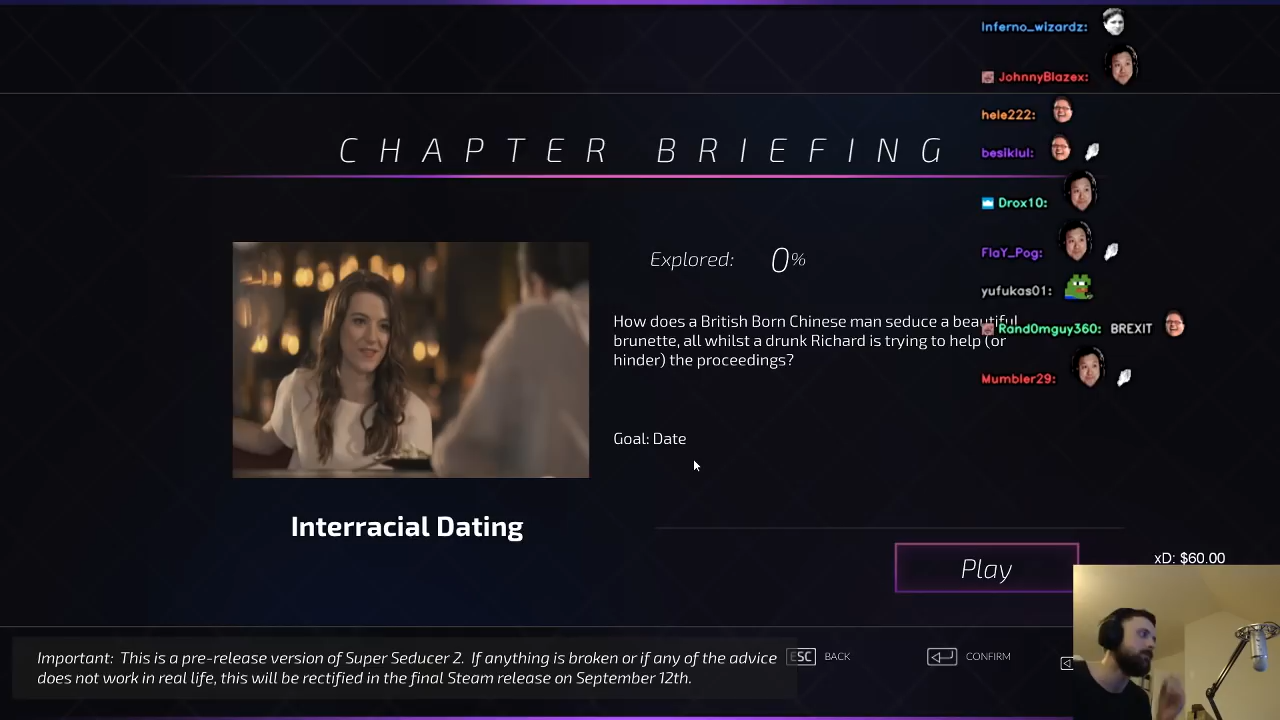 Inferno_wizardz:
JohnnyBlazex:
hele222:
besiklul:
Drox10:
FlaY_Pog:
yufukas01:
Rand0mguy360: BREXIT
Mumbler29:
CHAPTER BRIEFING
Explored: 0%
How does a British Born Chinese man seduce a beautiful
brunette, all whilst a drunk Richard is trying to help (or
hinder) the proceedings?
Goal: Date
Interracial Dating
Play
xD: $60.00
Important: This is a pre-release version of Super Seducer 2. If anything is broken or if any of the advice
does not work in real life, this will be rectified in the final Steam release on September 12th.
ESC BACK
CONFIRM